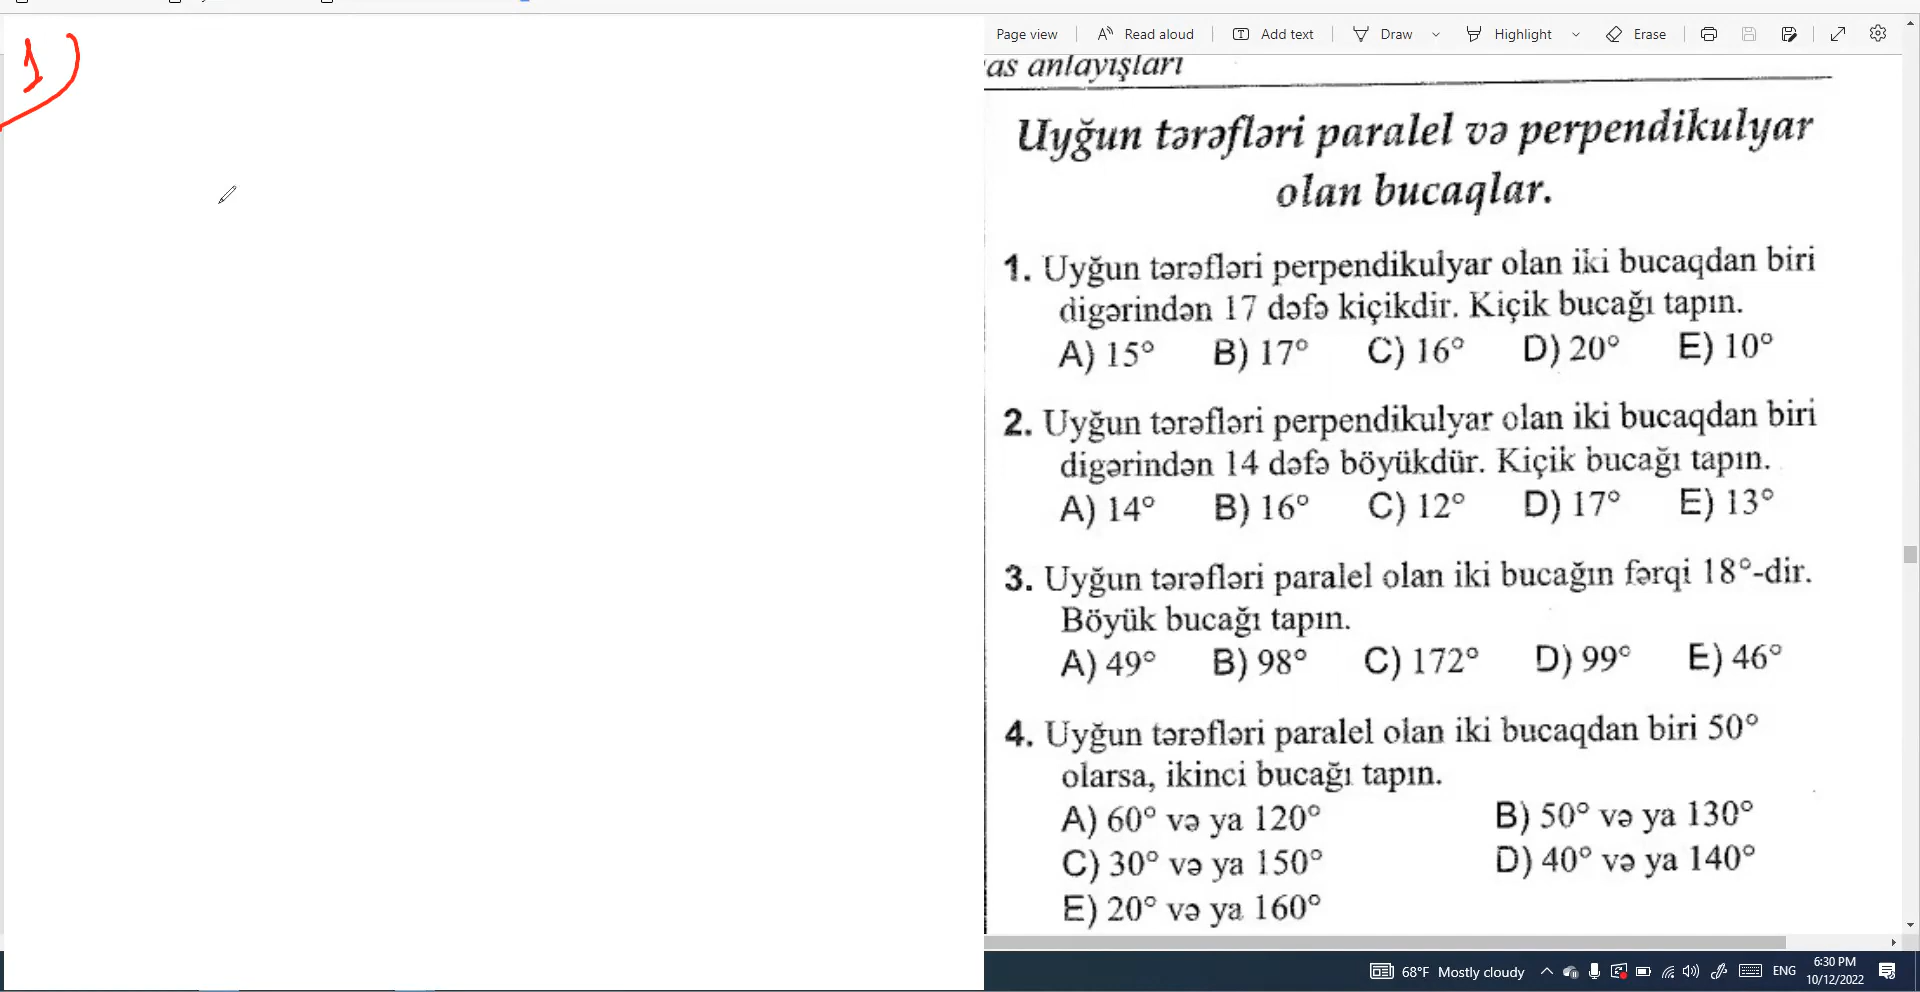 1)
Page view
Read aloud
Add text
Draw
Highlight
Erase
as anlayışları
Uyğun tərəfləri paralel və perpendikulyar
olan bucaqlar.
1. Uyğun tərəfləri perpendikulyar olan iki bucaqdan biri
digərindən 17 dəfə kiçikdir. Kiçik bucağı tapın.
A) 15° B) 17° C) 16° D) 20° E) 10°
2. Uyğun tərəfləri perpendikulyar olan iki bucaqdan biri
digərindən 14 dəfə böyükdür. Kiçik bucağı tapın.
A) 14° B) 16° C) 12° D) 17° E) 13°
3. Uyğun tərəfləri paralel olan iki bucağın fərqi 18°-dir.
Böyük bucağı tapın.
A) 49° B) 98° C) 172° D) 99° E) 46°
4. Uyğun tərəfləri paralel olan iki bucaqdan biri 50°
olarsa, ikinci bucağı tapın.
A) 60° və ya 120° B) 50° və ya 130°
C) 30° və ya 150° D) 40° və ya 140°
E) 20° və ya 160°
68°F Mostly cloudy
ENG
6:30 PM
10/12/2022